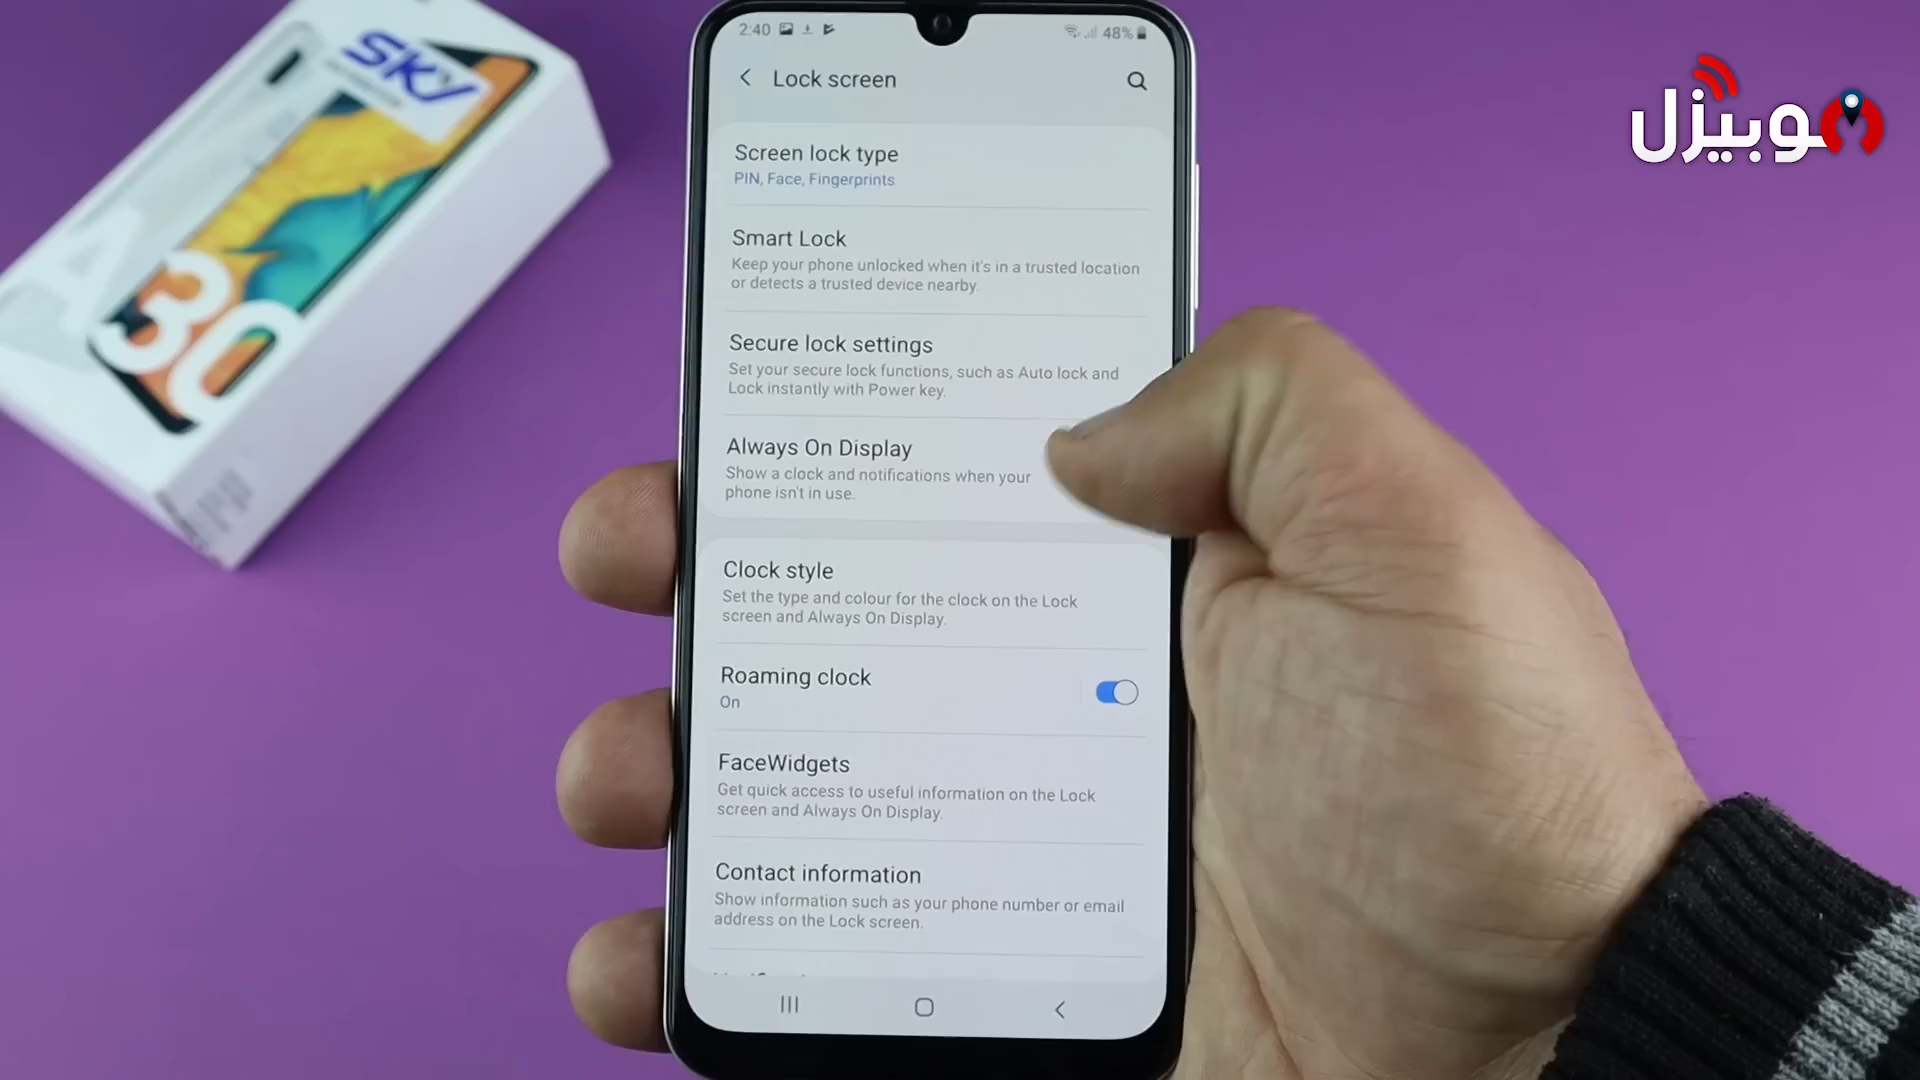 SKY
A30
2:40
48%
Lock screen
Screen lock type
PIN, Face, Fingerprints
Smart Lock
Keep your phone unlocked when it's in a trusted location
or detects a trusted device nearby.
Secure lock settings
Set your secure lock functions, such as Auto lock and
Lock instantly with Power key.
Always On Display
Show a clock and notifications when your
phone isn't in use.
Clock style
Set the type and colour for the clock on the Lock
screen and Always On Display.
Roaming clock
On
FaceWidgets
Get quick access to useful information on the Lock
screen and Always On Display.
Contact information
Show information such as your phone number or email
address on the Lock screen.
موبيزل